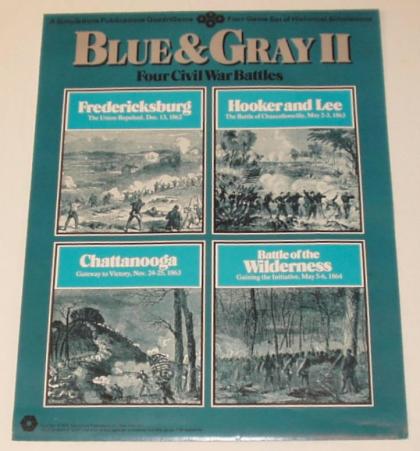 A Simulations Publications QuadriGame Four Game Set of Historical Simulations
BLUE & GRAY II
Four Civil War Battles
Fredericksburg
The Union Repulsed, Dec. 13, 1862
Hooker and Lee
The Battle of Chancellorsville, May 2-3, 1863
Chattanooga
Gateway to Victory, Nov. 24-25, 1863
Battle of the
Wilderness
Gaining the Initiative, May 5-6, 1864